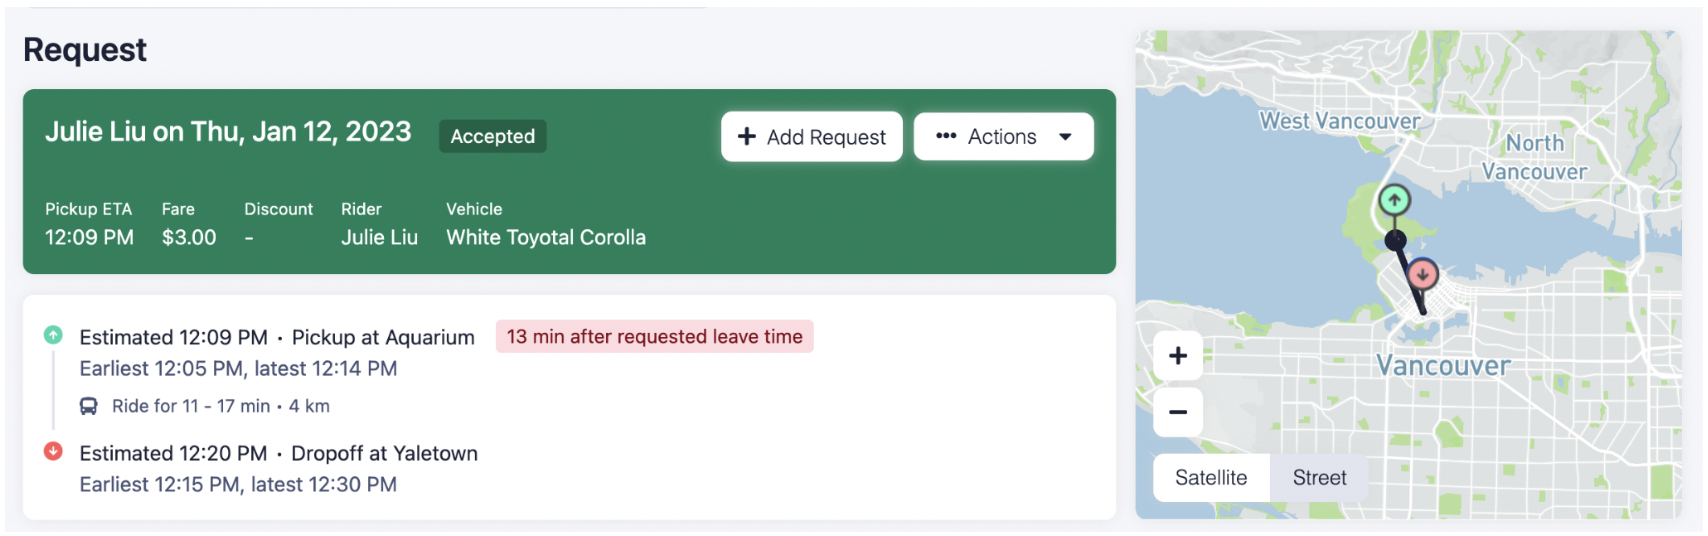 Request
Julie Liu on Thu, Jan 12, 2023 Accepted
+ Add Request
••• Actions
Pickup ETA Fare Discount Rider Vehicle
12:09 PM $3.00 - Julie Liu White Toyotal Corolla
Estimated 12:09 PM · Pickup at Aquarium 13 min after requested leave time
Earliest 12:05 PM, latest 12:14 PM
Ride for 11 - 17 min • 4 km
Estimated 12:20 PM · Dropoff at Yaletown
Earliest 12:15 PM, latest 12:30 PM
West Vancouver
North
Vancouver
Vancouver
+
−
Satellite Street